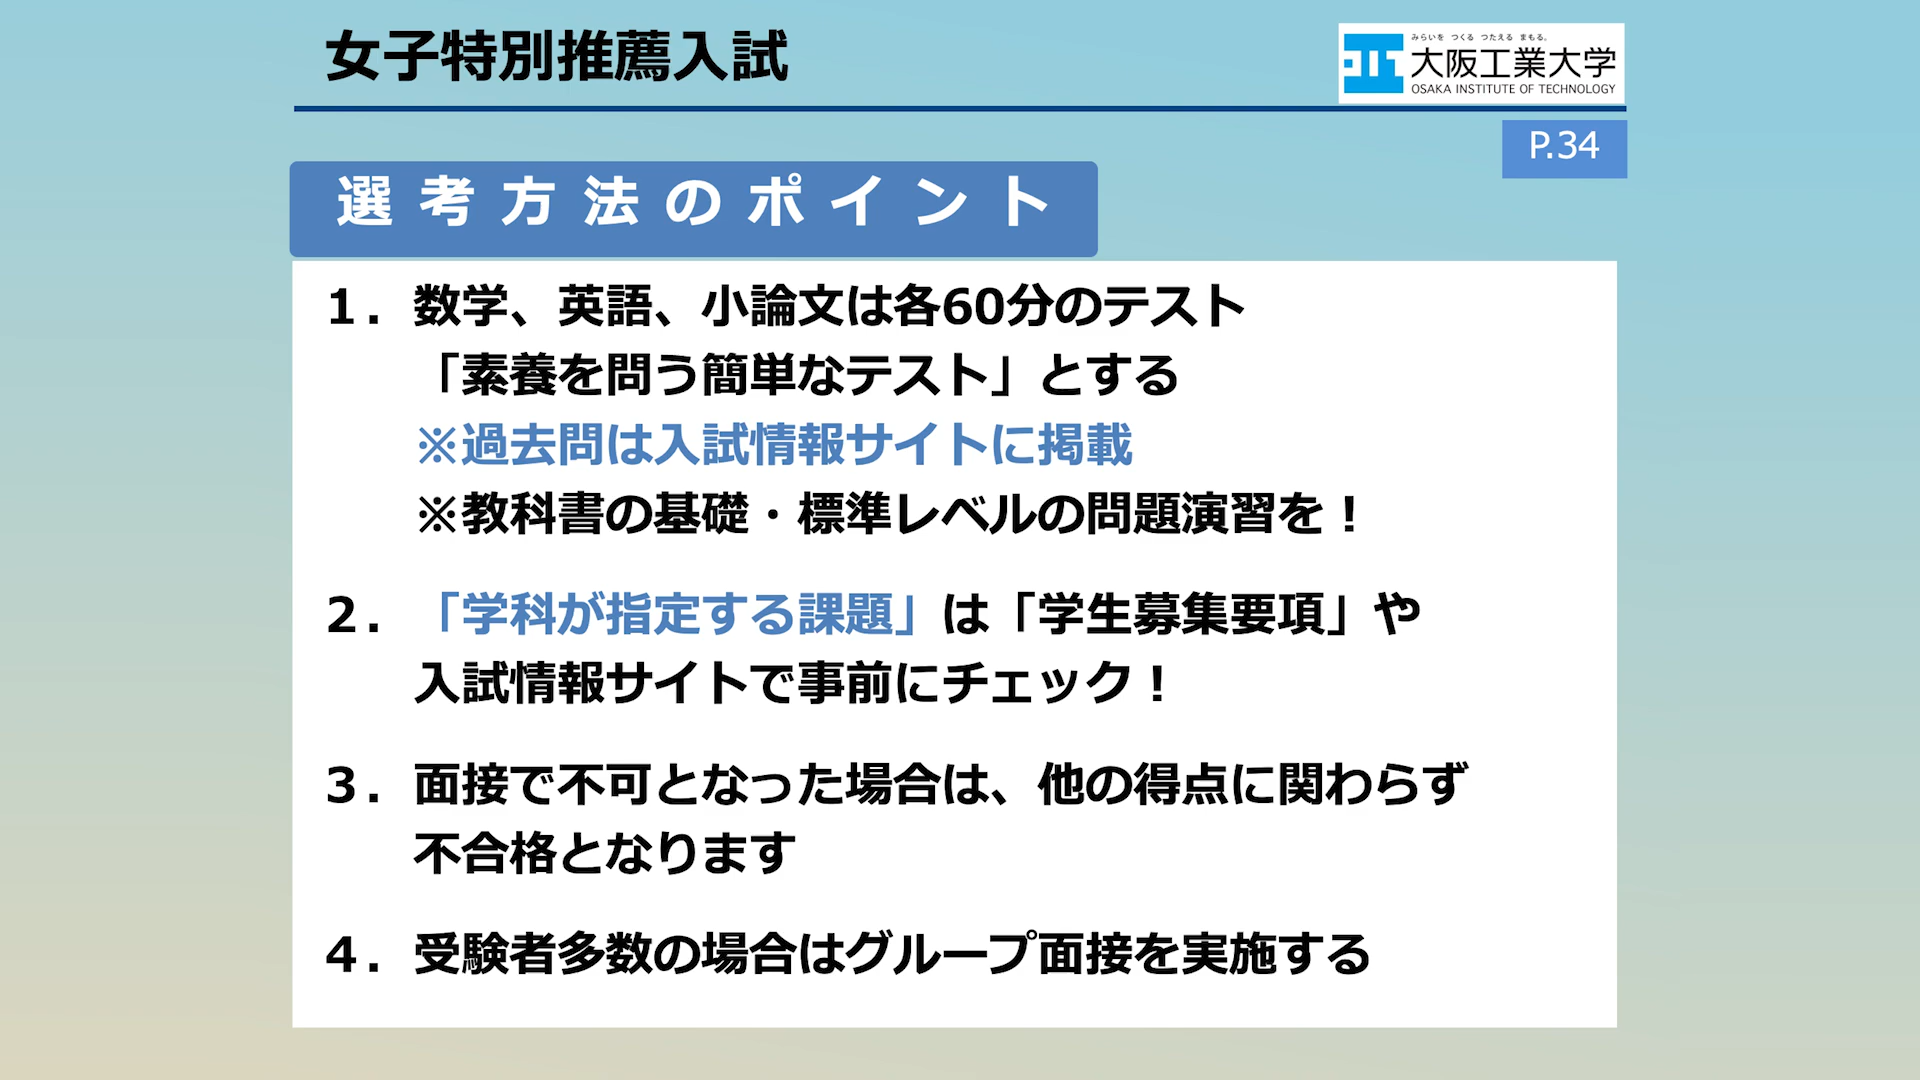 女子特別推薦入試
みらいを つくる つたえる まもる。
大阪工業大学
OSAKA INSTITUTE OF TECHNOLOGY
P.34
選考方法のポイント
1．数学、英語、小論文は各60分のテスト
「素養を問う簡単なテスト」とする
※過去問は入試情報サイトに掲載
※教科書の基礎・標準レベルの問題演習を！
2．「学科が指定する課題」は「学生募集要項」や
入試情報サイトで事前にチェック！
3．面接で不可となった場合は、他の得点に関わらず
不合格となります
4．受験者多数の場合はグループ面接を実施する